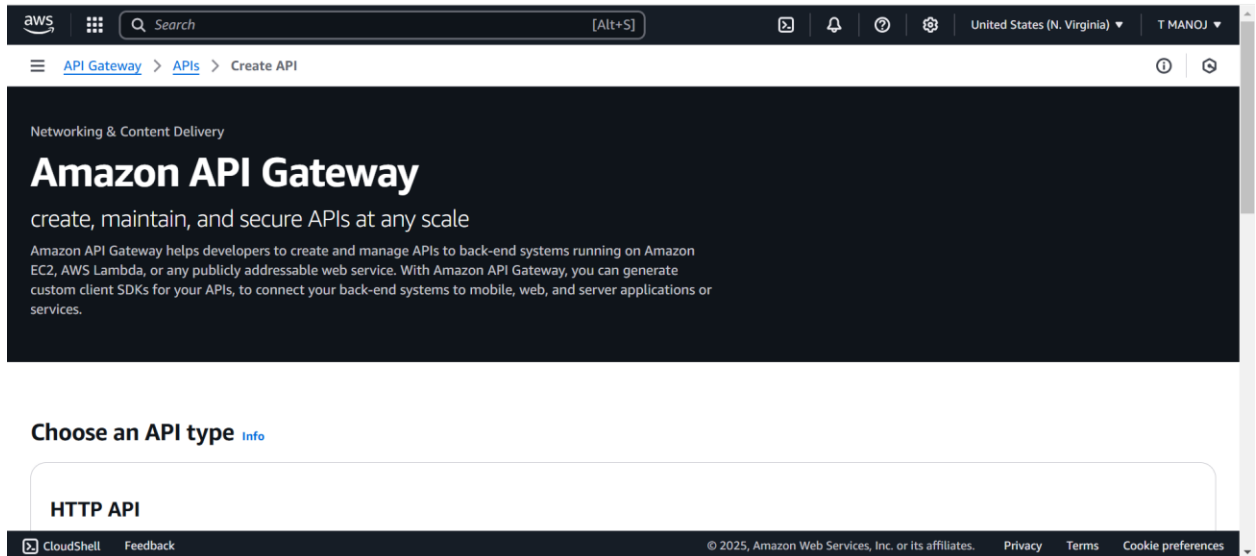 aws Search [Alt+S] United States (N. Virginia) T MANOJ
API Gateway > APIs > Create API
Networking & Content Delivery
Amazon API Gateway
create, maintain, and secure APIs at any scale
Amazon API Gateway helps developers to create and manage APIs to back-end systems running on Amazon
EC2, AWS Lambda, or any publicly addressable web service. With Amazon API Gateway, you can generate
custom client SDKs for your APIs, to connect your back-end systems to mobile, web, and server applications or
services.
Choose an API type Info
HTTP API
CloudShell Feedback © 2025, Amazon Web Services, Inc. or its affiliates. Privacy Terms Cookie preferences